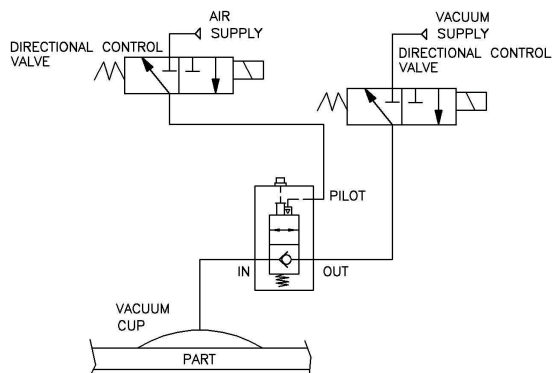 AIR
SUPPLY
DIRECTIONAL CONTROL
VALVE
VACUUM
SUPPLY
DIRECTIONAL CONTROL
VALVE
PILOT
IN
OUT
VACUUM
CUP
PART